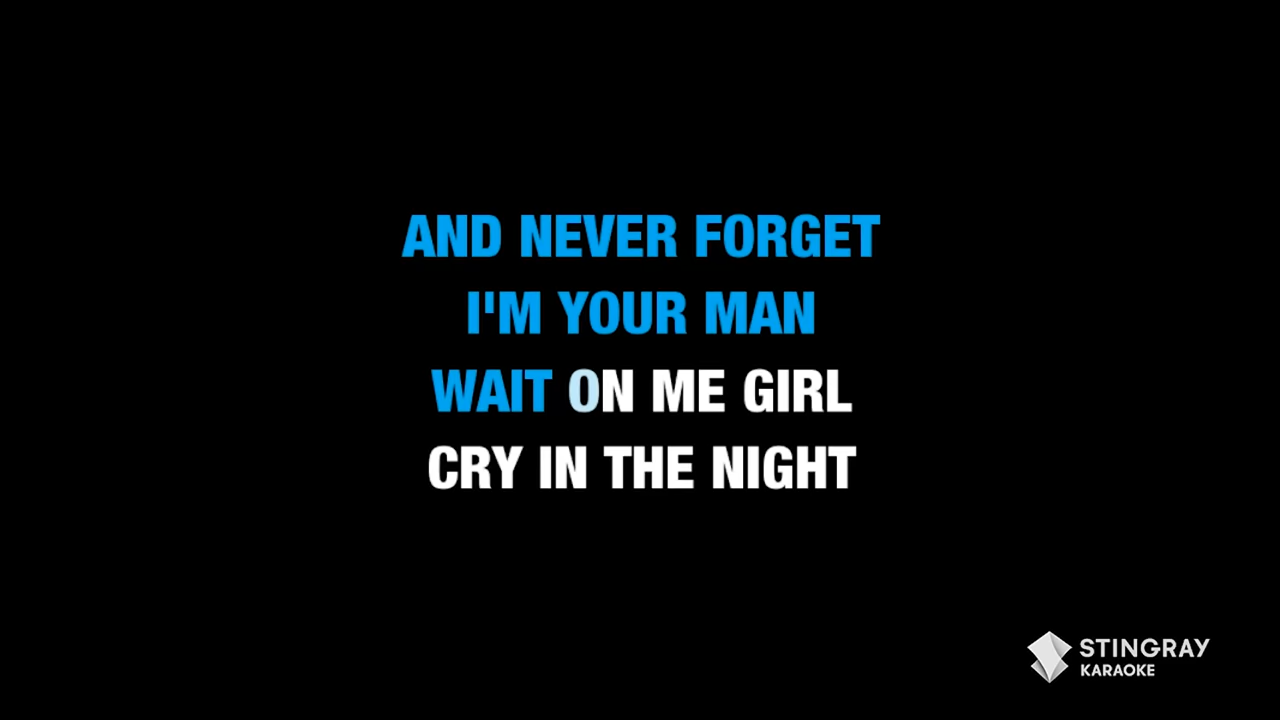 AND NEVER FORGET
I'M YOUR MAN
WAIT ON ME GIRL
CRY IN THE NIGHT
STINGRAY
KARAOKE